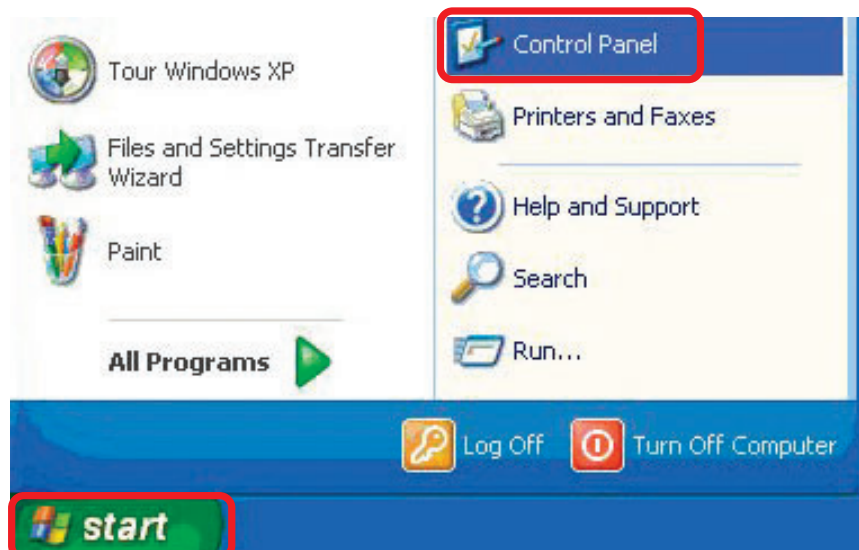 Tour Windows XP
Files and Settings Transfer
Wizard
Paint
All Programs
Control Panel
Printers and Faxes
Help and Support
Search
Run...
Log Off
Turn Off Computer
start